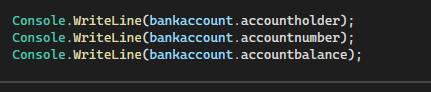 Console.WriteLine(bankaccount.accountholder);
Console.WriteLine(bankaccount.accountnumber);
Console.WriteLine(bankaccount.accountbalance);